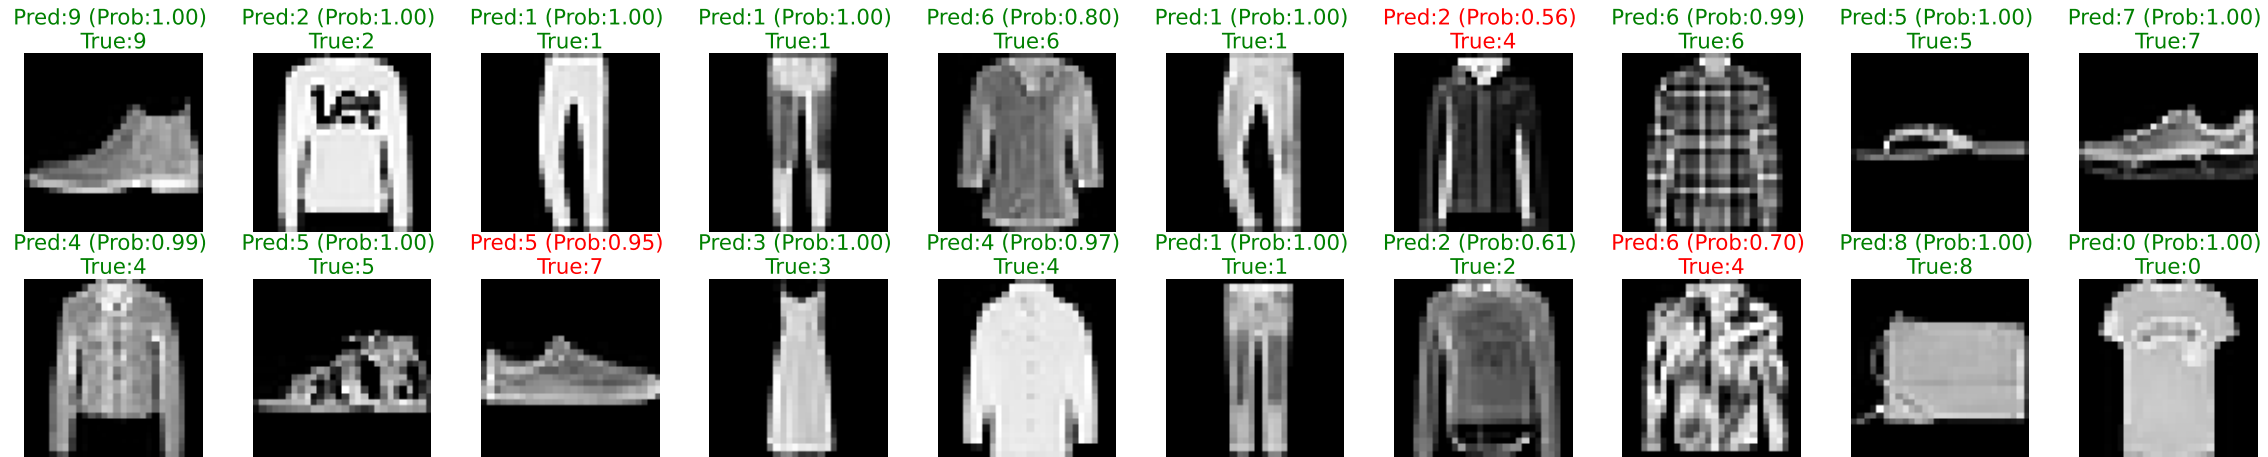 Pred:9 (Prob:1.00)
True:9
Pred:2 (Prob:1.00)
True:2
Pred:1 (Prob:1.00)
True:1
Pred:1 (Prob:1.00)
True:1
Pred:6 (Prob:0.80)
True:6
Pred:1 (Prob:1.00)
True:1
Pred:2 (Prob:0.56)
True:4
Pred:6 (Prob:0.99)
True:6
Pred:5 (Prob:1.00)
True:5
Pred:7 (Prob:1.00)
True:7
Lee
Pred:4 (Prob:0.99)
True:4
Pred:5 (Prob:1.00)
True:5
Pred:5 (Prob:0.95)
True:7
Pred:3 (Prob:1.00)
True:3
Pred:4 (Prob:0.97)
True:4
Pred:1 (Prob:1.00)
True:1
Pred:2 (Prob:0.61)
True:2
Pred:6 (Prob:0.70)
True:4
Pred:8 (Prob:1.00)
True:8
Pred:0 (Prob:1.00)
True:0